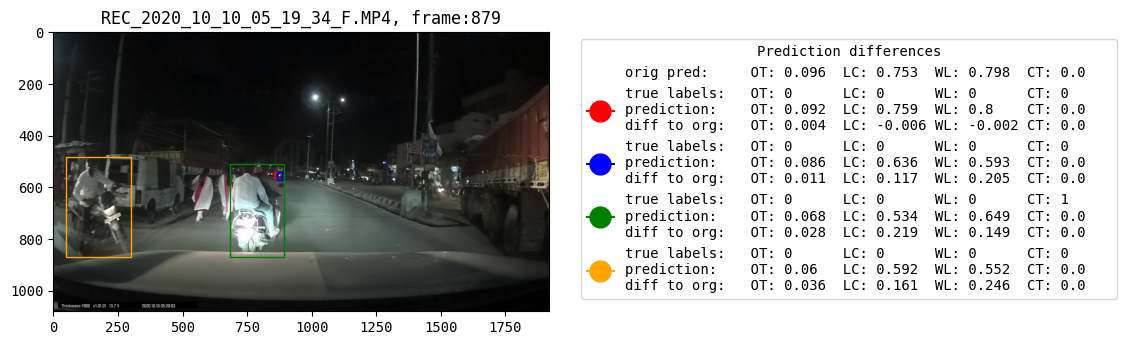 REC_2020_10_10_05_19_34_F.MP4, frame:879
0
200
400
600
800
1000
0 250 500 750 1000 1250 1500 1750
Prediction differences
orig pred: OT: 0.096 LC: 0.753 WL: 0.798 CT: 0.0
true labels: OT: 0 LC: 0 WL: 0 CT: 0
prediction: OT: 0.092 LC: 0.759 WL: 0.8 CT: 0.0
diff to org: OT: 0.004 LC: -0.006 WL: -0.002 CT: 0.0
true labels: OT: 0 LC: 0 WL: 0 CT: 0
prediction: OT: 0.086 LC: 0.636 WL: 0.593 CT: 0.0
diff to org: OT: 0.011 LC: 0.117 WL: 0.205 CT: 0.0
true labels: OT: 0 LC: 0 WL: 0 CT: 1
prediction: OT: 0.068 LC: 0.534 WL: 0.649 CT: 0.0
diff to org: OT: 0.028 LC: 0.219 WL: 0.149 CT: 0.0
true labels: OT: 0 LC: 0 WL: 0 CT: 0
prediction: OT: 0.06 LC: 0.592 WL: 0.552 CT: 0.0
diff to org: OT: 0.036 LC: 0.161 WL: 0.246 CT: 0.0